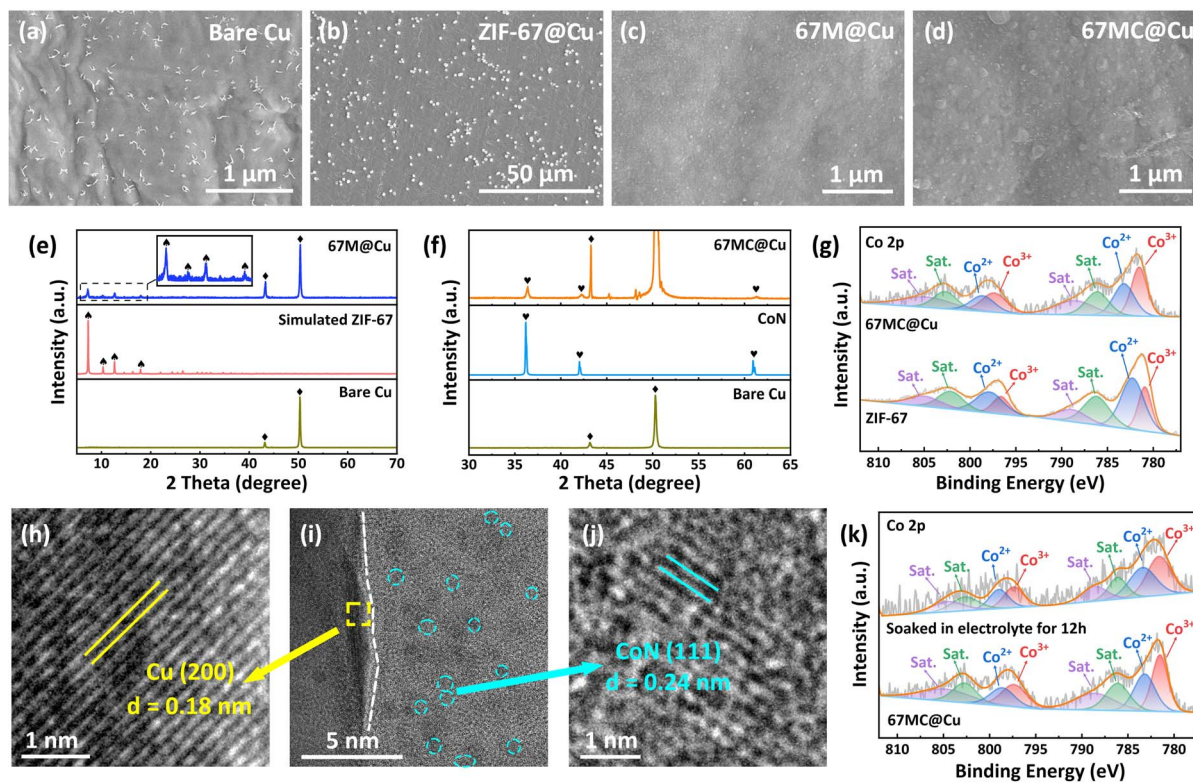 (a) Bare Cu
1 μm
(b) ZIF-67@Cu
50 μm
(c) 67M@Cu
1 μm
(d) 67MC@Cu
1 μm
(e)
67M@Cu
Simulated ZIF-67
Bare Cu
Intensity (a.u.)
10 20 30 40 50 60 70
2 Theta (degree)
(f)
67MC@Cu
CoN
Bare Cu
Intensity (a.u.)
30 35 40 45 50 55 60 65
2 Theta (degree)
(g)
Co 2p
Sat. Sat. Co2+ Co3+ Sat. Sat. Co2+ Co3+
67MC@Cu
Sat. Sat. Co2+ Co3+ Sat. Sat. Co2+ Co3+
ZIF-67
Intensity (a.u.)
810 805 800 795 790 785 780
Binding Energy (eV)
(h)
Cu (200)
d = 0.18 nm
1 nm
(i)
5 nm
(j)
CoN (111)
d = 0.24 nm
1 nm
(k)
Co 2p
Sat. Sat. Co2+ Co3+ Sat. Sat. Co2+ Co3+
Soaked in electrolyte for 12h
Sat. Sat. Co2+ Co3+ Sat. Sat. Co2+ Co3+
67MC@Cu
Intensity (a.u.)
810 805 800 795 790 785 780
Binding Energy (eV)